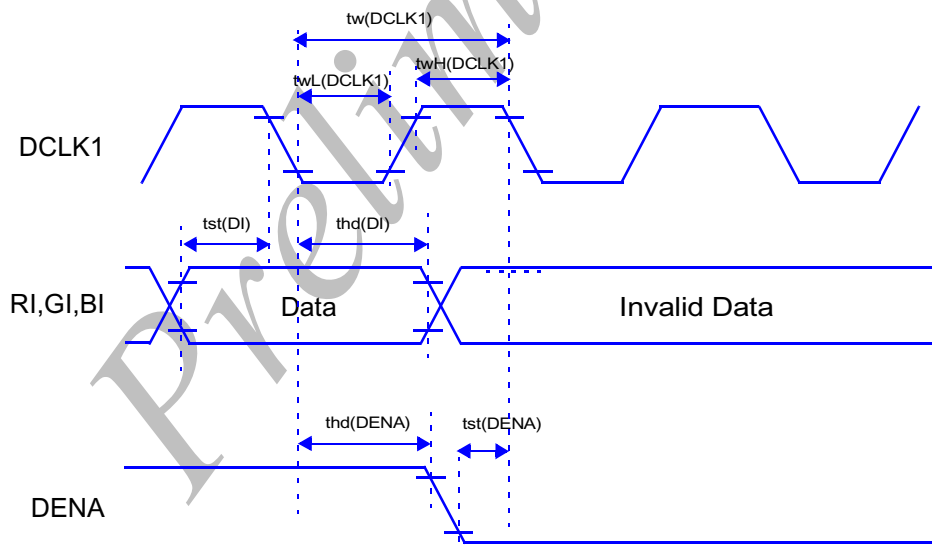 tw(DCLK1)
twL(DCLK1)
twH(DCLK1)
DCLK1
tst(DI)
thd(DI)
RI,GI,BI
Data
Invalid Data
thd(DENA)
tst(DENA)
DENA
Prelim